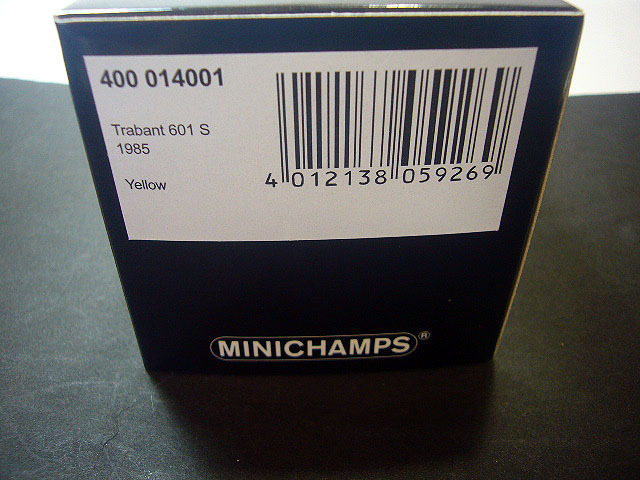 400 014001
Trabant 601 S
1985
Yellow
4 012138 059269
MINICHAMPS®